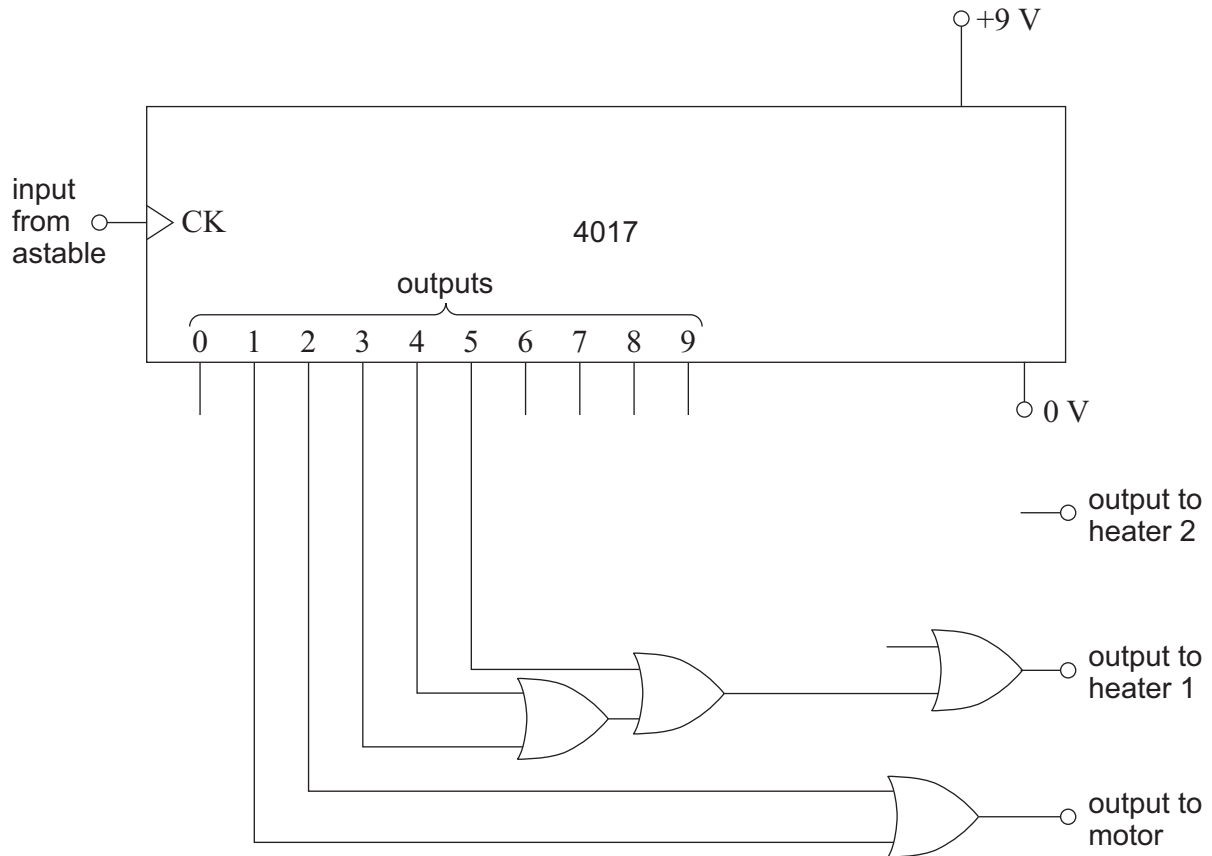 +9 V
input
from
astable
CK
4017
outputs
0 1 2 3 4 5 6 7 8 9
0 V
output to
heater 2
output to
heater 1
output to
motor